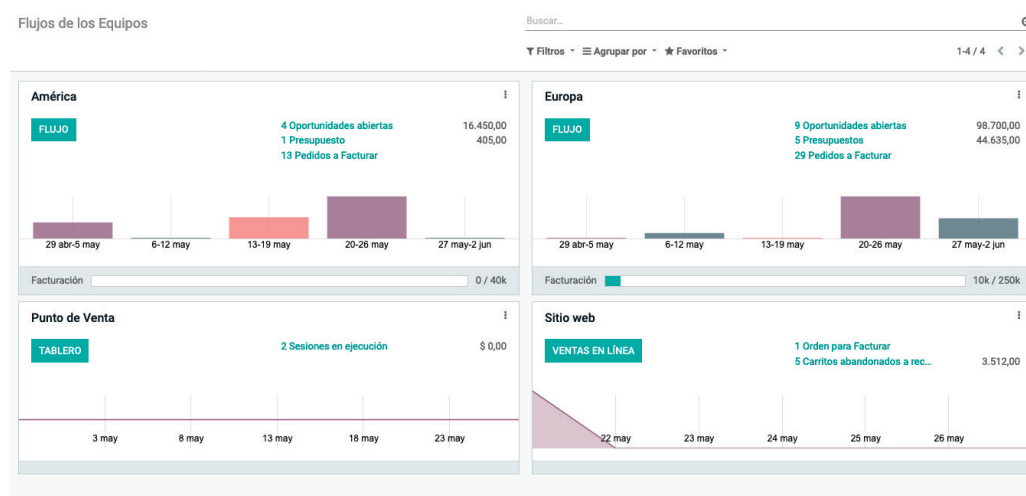 Flujos de los Equipos
Buscar...
Filtros Agrupar por Favoritos 1-4 / 4
América
FLUJO
4 Oportunidades abiertas 16.450,00
1 Presupuesto 405,00
13 Pedidos a Facturar
29 abr-5 may 6-12 may 13-19 may 20-26 may 27 may-2 jun
Facturación 0 / 40k
Europa
FLUJO
9 Oportunidades abiertas 98.700,00
5 Presupuestos 44.635,00
29 Pedidos a Facturar
29 abr-5 may 6-12 may 13-19 may 20-26 may 27 may-2 jun
Facturación 10k / 250k
Punto de Venta
TABLERO
2 Sesiones en ejecución $ 0,00
3 may 8 may 13 may 18 may 23 may
Sitio web
VENTAS EN LÍNEA
1 Orden para Facturar
5 Carritos abandonados a rec... 3.512,00
22 may 23 may 24 may 25 may 26 may